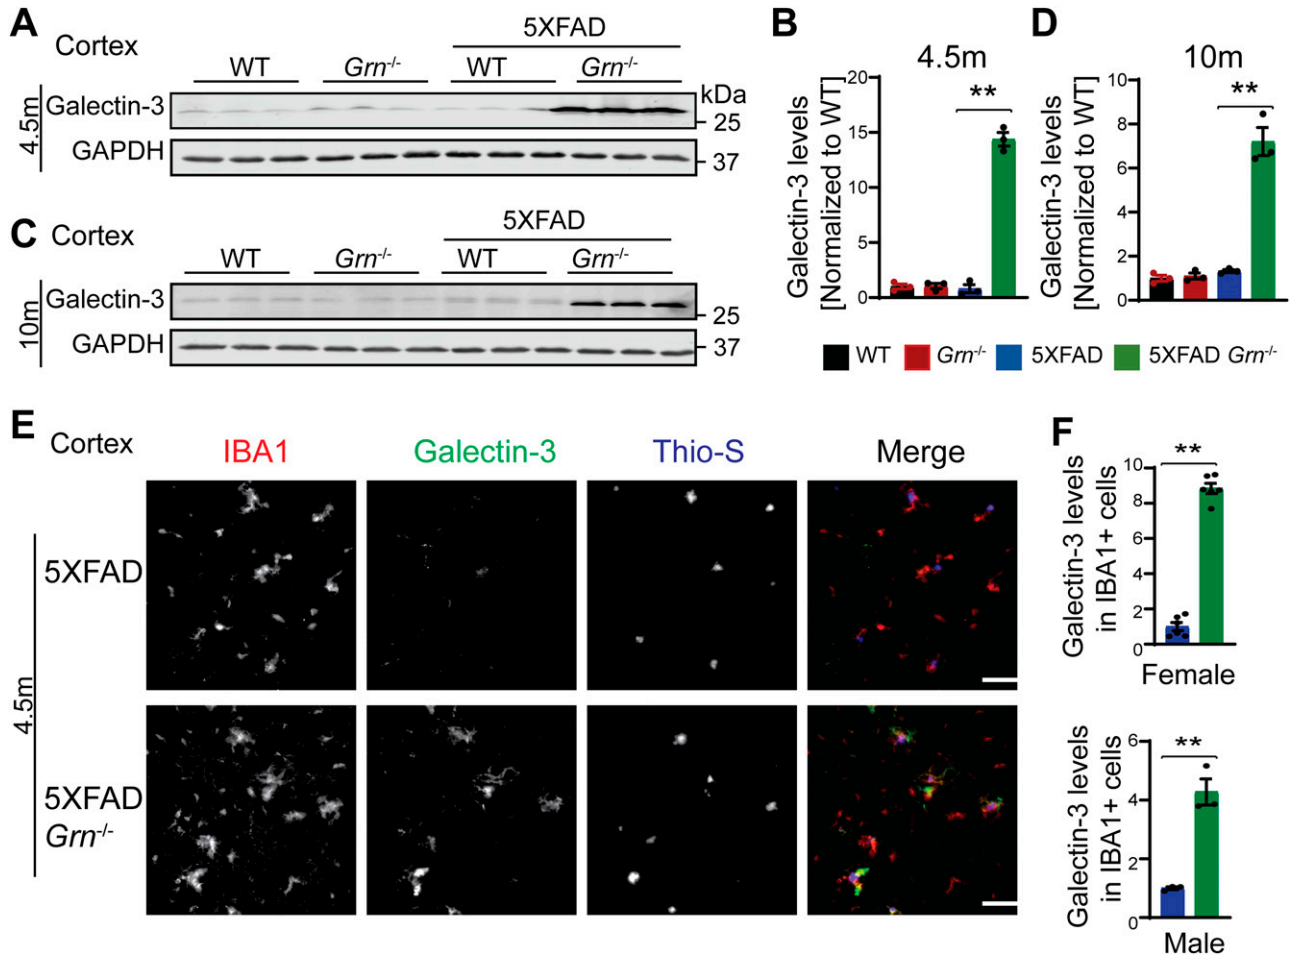 A
Cortex
5XFAD
WT
Grn-/-
WT
Grn-/-
4.5m
Galectin-3
kDa
25
GAPDH
37
B
4.5m
Galectin-3 levels
[Normalized to WT]
20
15
10
5
0
**
D
10m
Galectin-3 levels
[Normalized to WT]
10
8
6
4
2
0
**
C
Cortex
5XFAD
WT
Grn-/-
WT
Grn-/-
10m
Galectin-3
25
GAPDH
37
WT
Grn-/-
5XFAD
5XFAD Grn-/-
E
Cortex
IBA1
Galectin-3
Thio-S
Merge
4.5m
5XFAD
5XFAD
Grn-/-
F
Galectin-3 levels
in IBA1+ cells
10
8
6
4
2
0
**
Female
Galectin-3 levels
in IBA1+ cells
6
4
2
0
**
Male